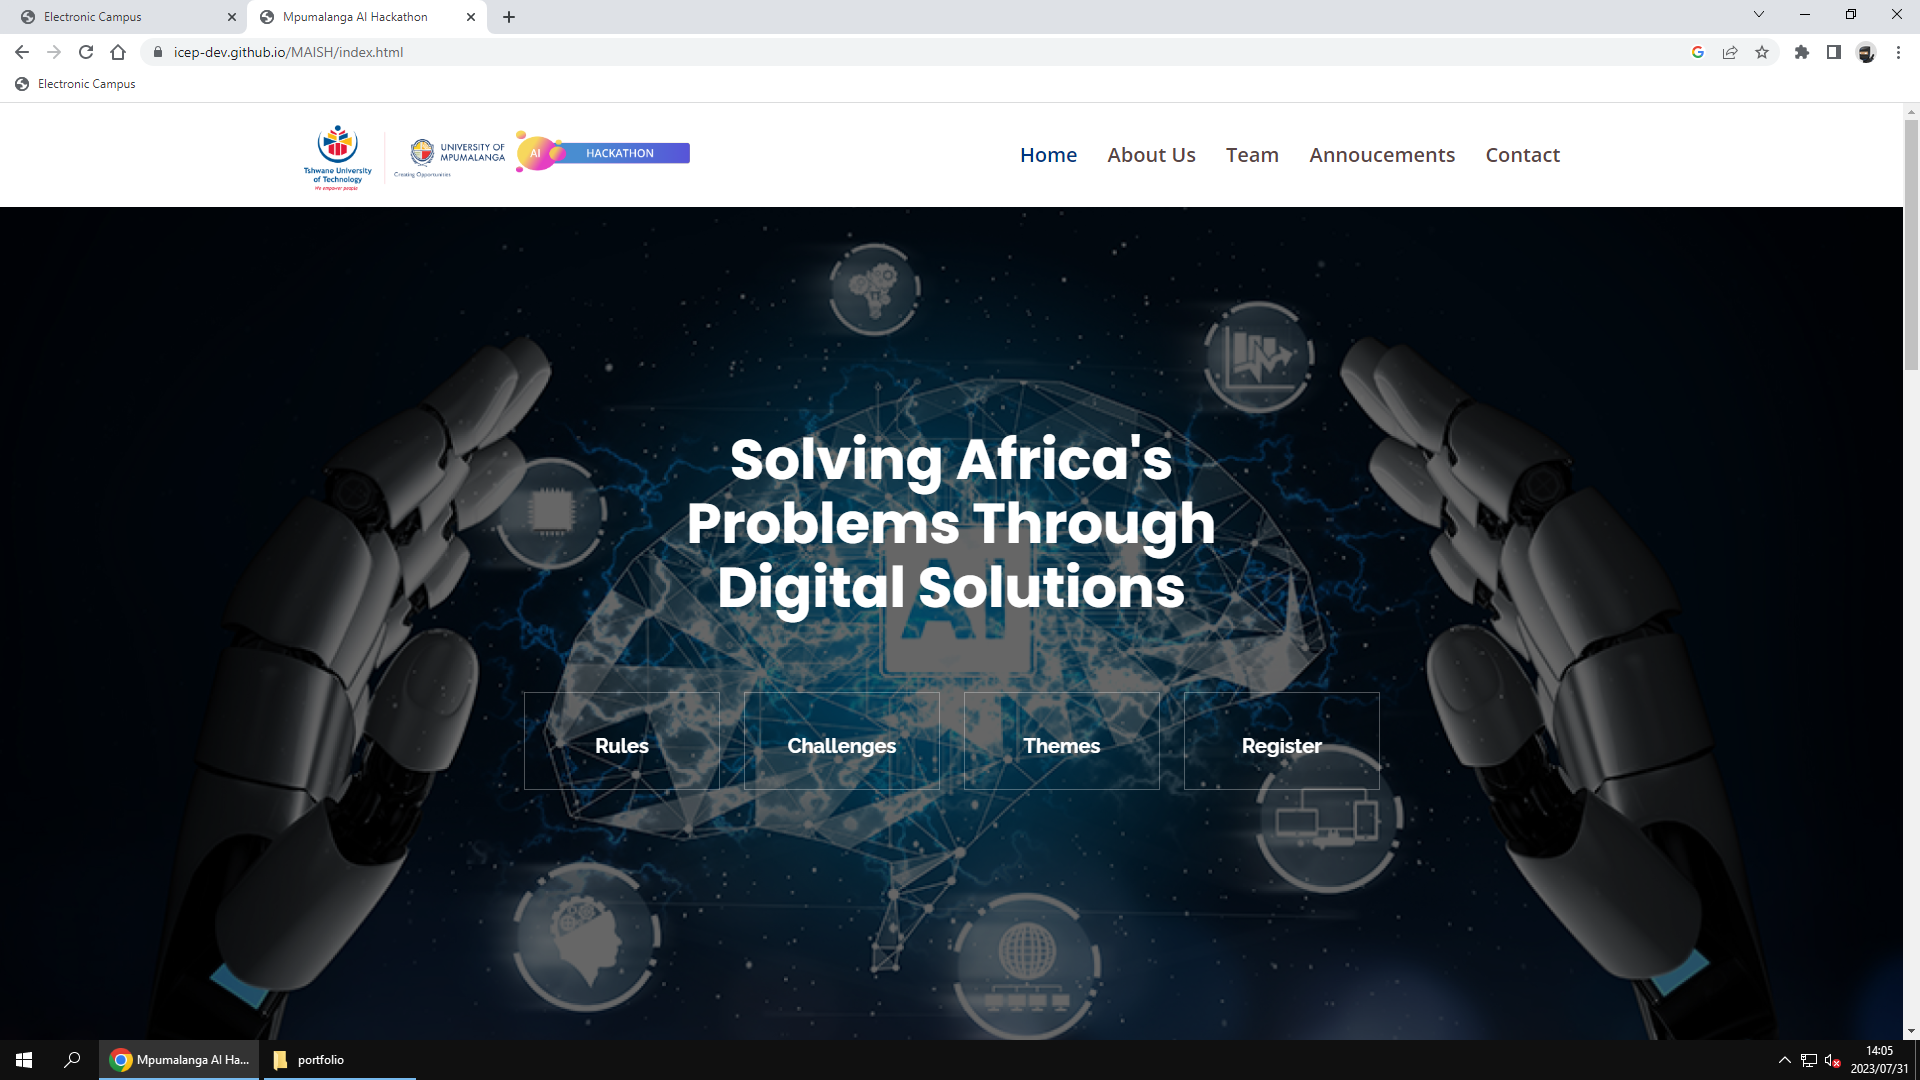 Electronic Campus
Mpumalanga AI Hackathon
icep-dev.github.io/MAISH/index.html
Electronic Campus
Tshwane University
of Technology
We empower people
UNIVERSITY OF
MPUMALANGA
Creating Opportunities
AI
HACKATHON
Home
About Us
Team
Annoucements
Contact
Solving Africa's
Problems Through
Digital Solutions
AI
Rules
Challenges
Themes
Register
Mpumalanga AI Ha...
portfolio
14:05
2023/07/31